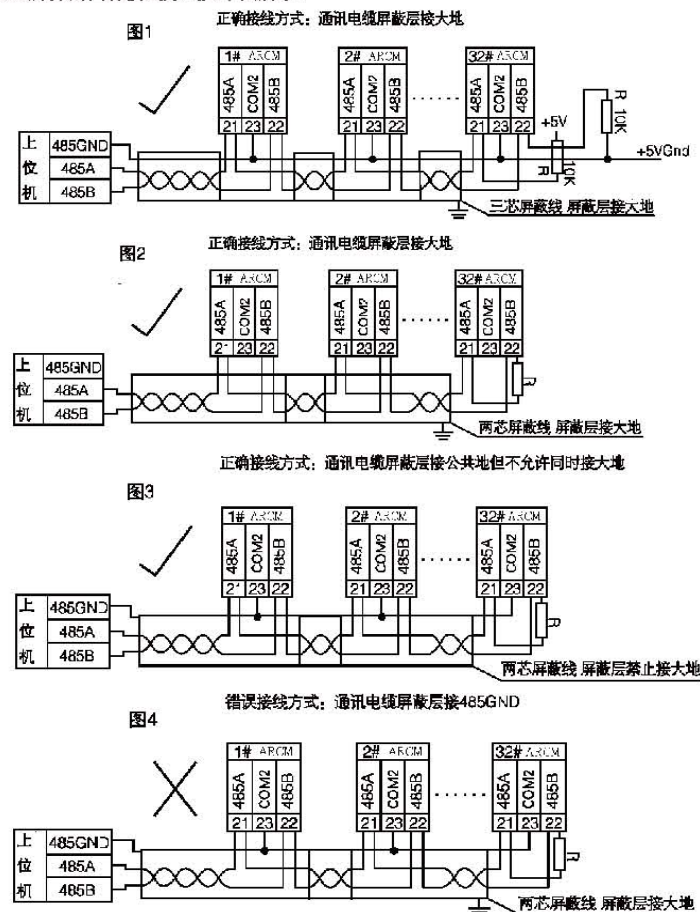 正确接线方式：通讯电缆屏蔽层接大地
图1
1# ARCM 2# ARCM 32# ARCM
485A COM2 485B 485A COM2 485B 485A COM2 485B
21 23 22 21 23 22 21 23 22
+5V R 10K
R 10K
+5VGnd
上 485GND
位 485A
机 485B
三芯屏蔽线 屏蔽层接大地
正确接线方式：通讯电缆屏蔽层接大地
图2
1# ARCM 2# ARCM 32# ARCM
485A COM2 485B 485A COM2 485B 485A COM2 485B
21 23 22 21 23 22 21 23 22
R
上 485GND
位 485A
机 485B
两芯屏蔽线 屏蔽层接大地
正确接线方式：通讯电缆屏蔽层接公共地但不允许同时接大地
图3
1# ARCM 2# ARCM 32# ARCM
485A COM2 485B 485A COM2 485B 485A COM2 485B
21 23 22 21 23 22 21 23 22
R
上 485GND
位 485A
机 485B
两芯屏蔽线 屏蔽层禁止接大地
错误接线方式：通讯电缆屏蔽层接485GND
图4
1# ARCM 2# ARCM 32# ARCM
485A COM2 485B 485A COM2 485B 485A COM2 485B
21 23 22 21 23 22 21 23 22
R
上 485GND
位 485A
机 485B
两芯屏蔽线 屏蔽层接大地